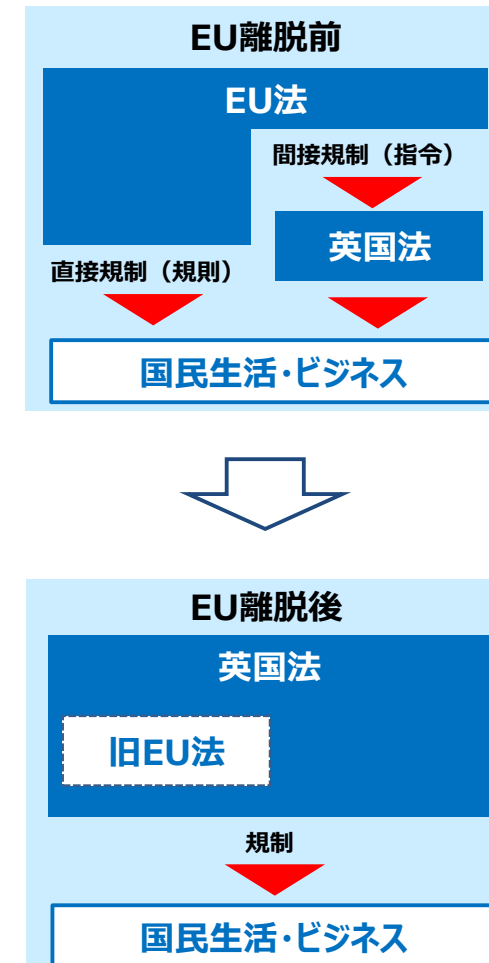 EU離脱前
EU法
間接規制（指令）
英国法
直接規制（規則）
国民生活・ビジネス
EU離脱後
英国法
旧EU法
規制
国民生活・ビジネス